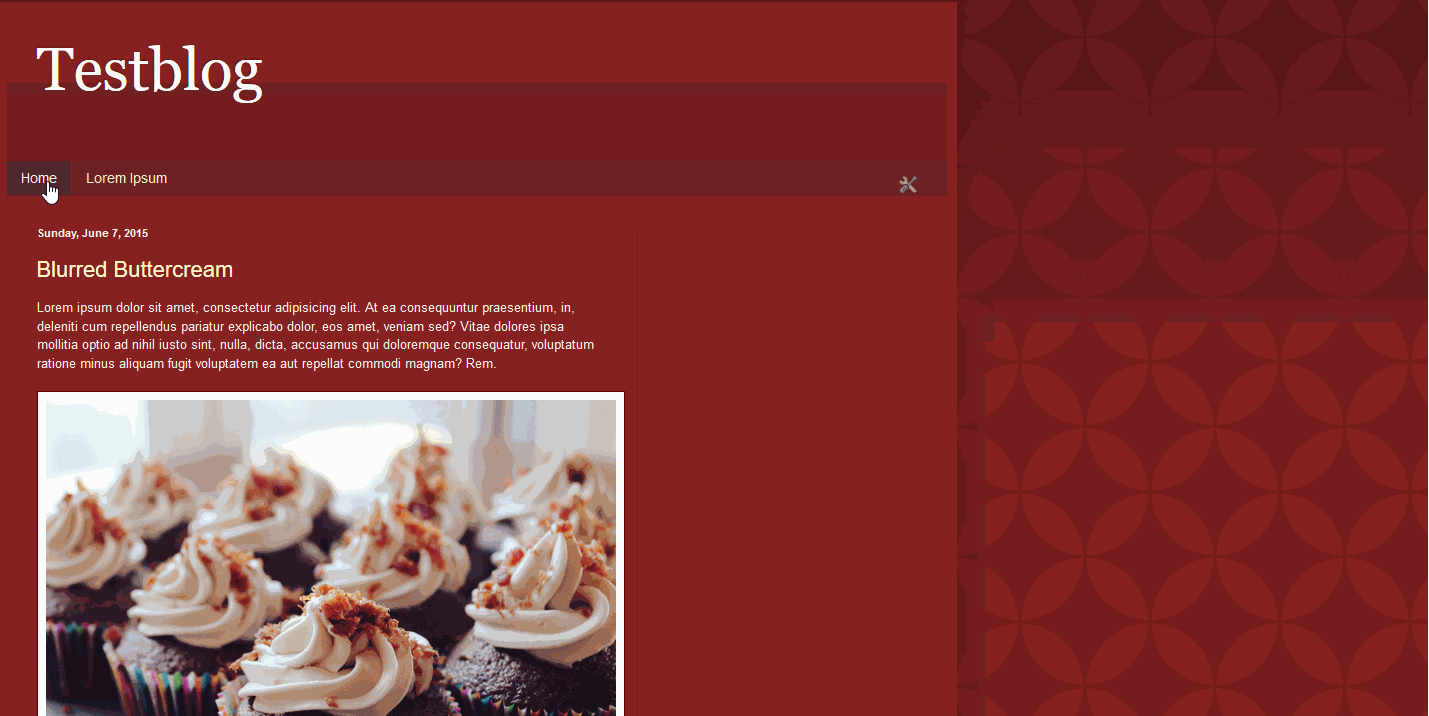 Testblog
Home Lorem Ipsum
Sunday, June 7, 2015
Blurred Buttercream
Lorem ipsum dolor sit amet, consectetur adipisicing elit. At ea consequuntur praesentium, in,
deleniti cum repellendus pariatur explicabo dolor, eos amet, veniam sed? Vitae dolores ipsa
mollitia optio ad nihil iusto sint, nulla, dicta, accusamus qui doloremque consequatur, voluptatum
ratione minus aliquam fugit voluptatem ea aut repellat commodi magnam? Rem.